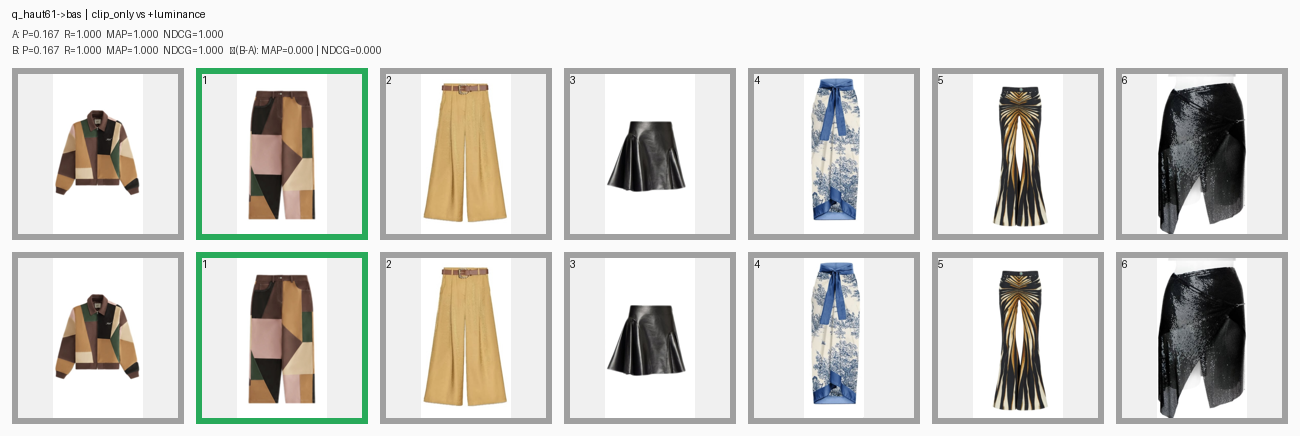 q_haut61->bas | clip_only vs +luminance
A: P=0.167 R=1.000 MAP=1.000 NDCG=1.000
B: P=0.167 R=1.000 MAP=1.000 NDCG=1.000 (B-A): MAP=0.000 | NDCG=0.000
1 2 3 4 5 6
1 2 3 4 5 6